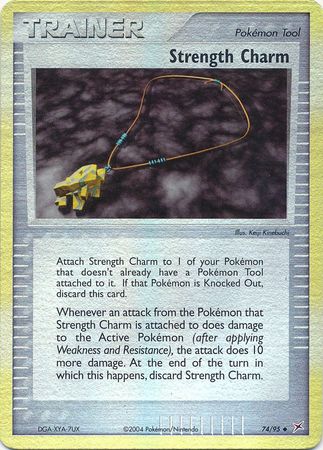 TRAINER
Pokémon Tool
Strength Charm
Illus. Keiji Kinebuchi
Attach Strength Charm to 1 of your Pokémon
that doesn't already have a Pokémon Tool
attached to it. If that Pokémon is Knocked Out,
discard this card.
Whenever an attack from the Pokémon that
Strength Charm is attached to does damage
to the Active Pokémon (after applying
Weakness and Resistance), the attack does 10
more damage. At the end of the turn in
which this happens, discard Strength Charm.
DGA-XYA-7UX
©2004 Pokémon/Nintendo
74/95